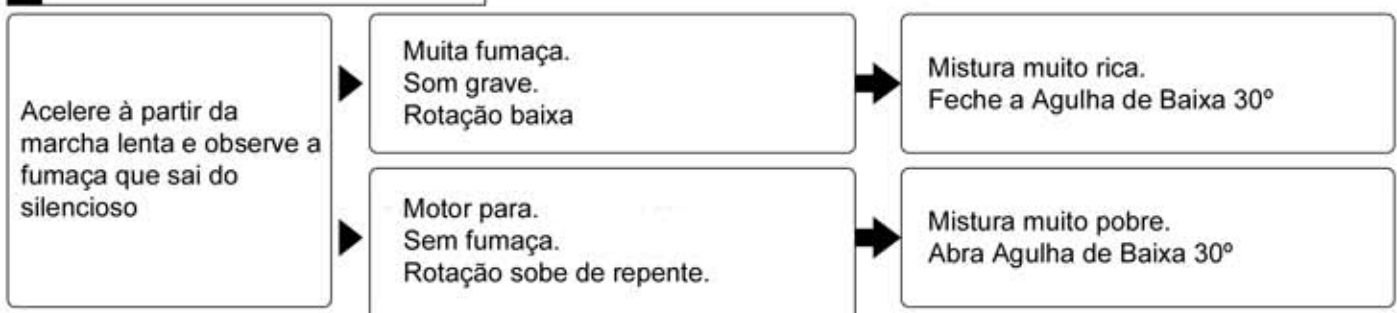 Acelere à partir da
marcha lenta e observe a
fumaça que sai do
silencioso
Muita fumaça.
Som grave.
Rotação baixa
Mistura muito rica.
Feche a Agulha de Baixa 30º
Motor para.
Sem fumaça.
Rotação sobe de repente.
Mistura muito pobre.
Abra Agulha de Baixa 30º